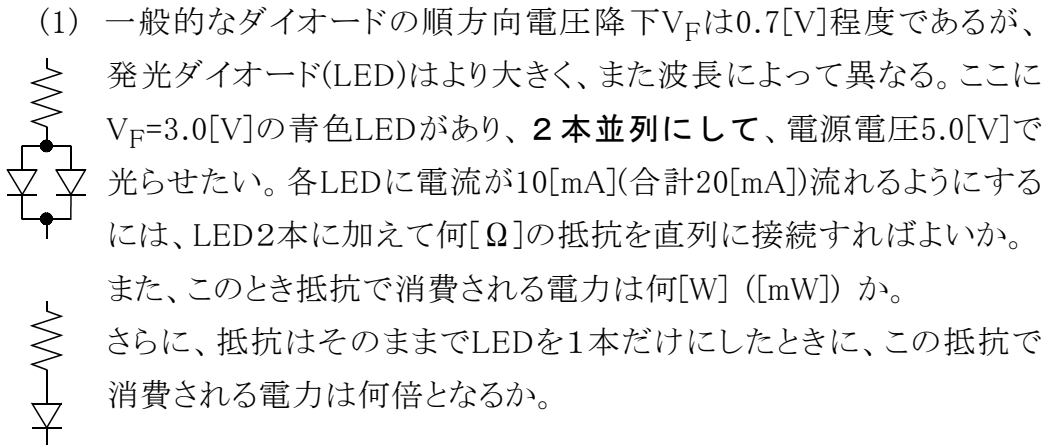 (1) 一般的なダイオードの順方向電圧降下VFは0.7[V]程度であるが、
発光ダイオード(LED)はより大きく、また波長によって異なる。ここに
VF=3.0[V]の青色LEDがあり、２本並列にして、電源電圧5.0[V]で
光らせたい。各LEDに電流が10[mA](合計20[mA])流れるようにする
には、LED２本に加えて何[Ω]の抵抗を直列に接続すればよいか。
また、このとき抵抗で消費される電力は何[W] ([mW]) か。
さらに、抵抗はそのままでLEDを１本だけにしたときに、この抵抗で
消費される電力は何倍となるか。